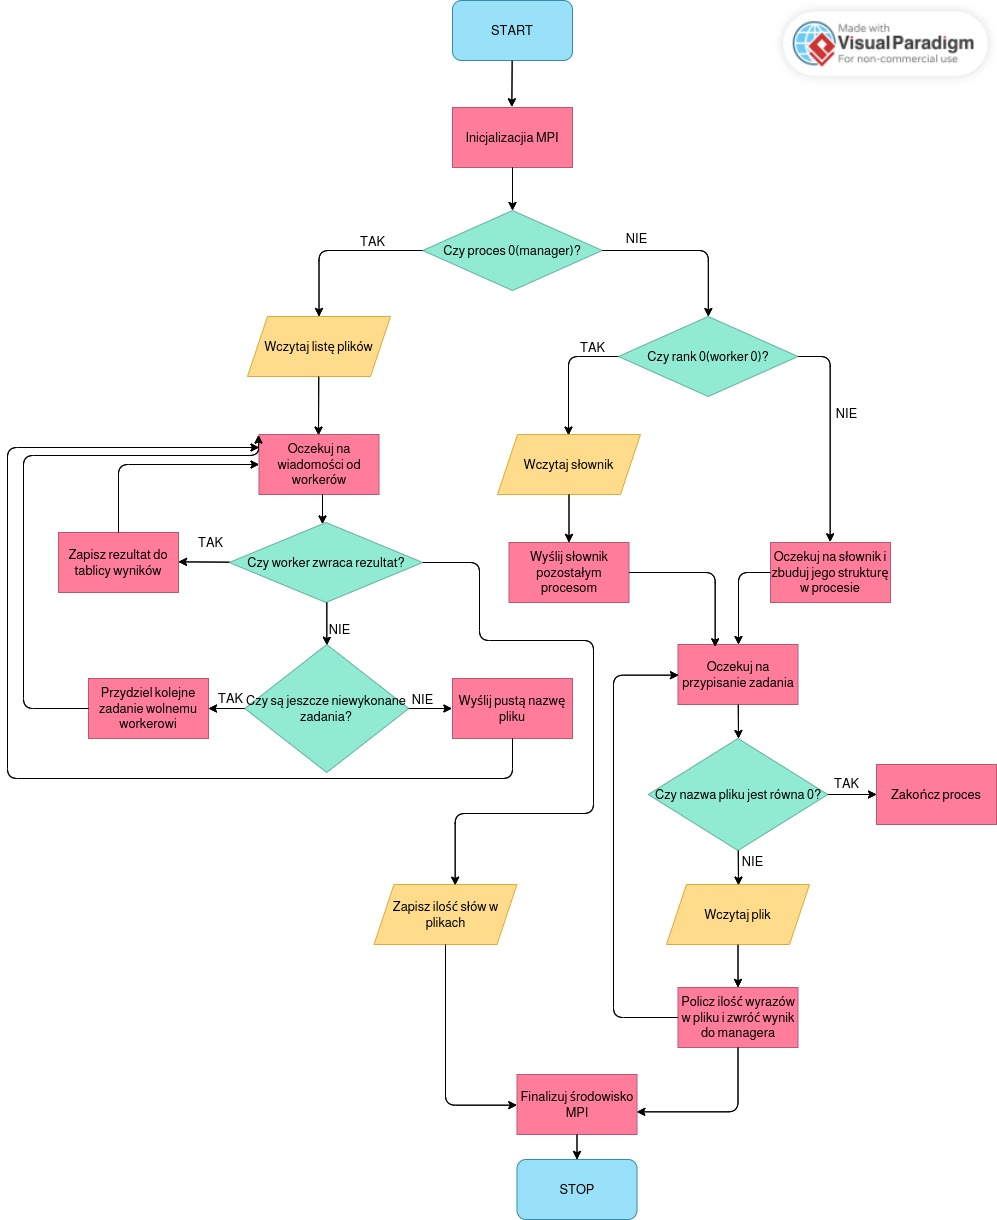 START
Made with
Visual Paradigm
For non-commercial use
Inicjalizacjia MPI
Czy proces 0(manager)?
TAK
NIE
Wczytaj listę plików
Czy rank 0(worker 0)?
TAK
NIE
Oczekuj na
wiadomości od
workerów
Wczytaj słownik
Zapisz rezultat do
tablicy wyników
TAK
Czy worker zwraca rezultat?
Wyślij słownik
pozostałym
procesom
Oczekuj na słownik i
zbuduj jego strukturę
w procesie
NIE
Oczekuj na
przypisanie zadania
Przydziel kolejne
zadanie wolnemu
workerowi
TAK
Czy są jeszcze niewykonane
zadania?
NIE
Wyślij pustą nazwę
pliku
Czy nazwa pliku jest równa 0?
TAK
Zakończ proces
NIE
Zapisz ilość słów w
plikach
Wczytaj plik
Policz ilość wyrazów
w pliku i zwróć wynik
do managera
Finalizuj środowisko
MPI
STOP